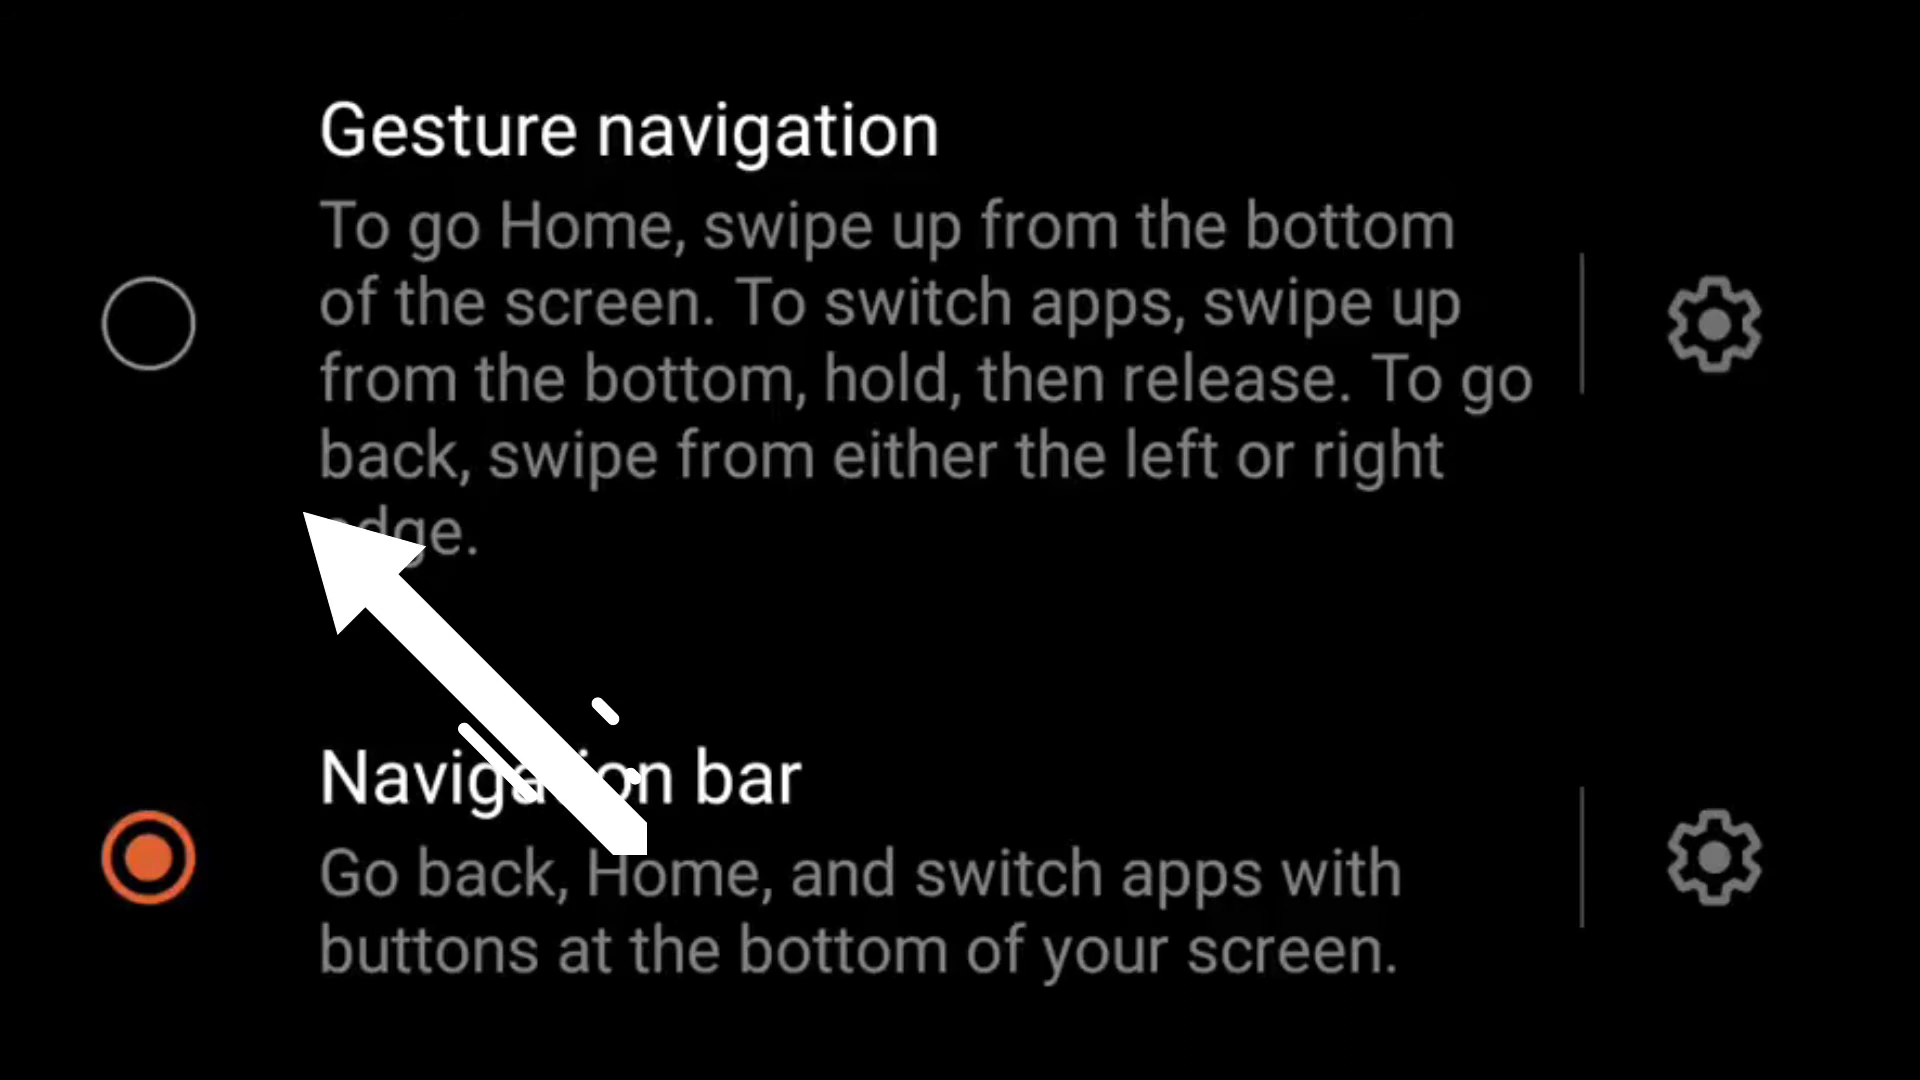 Gesture navigation
To go Home, swipe up from the bottom
of the screen. To switch apps, swipe up
from the bottom, hold, then release. To go
back, swipe from either the left or right
edge.
Navigation bar
Go back, Home, and switch apps with
buttons at the bottom of your screen.